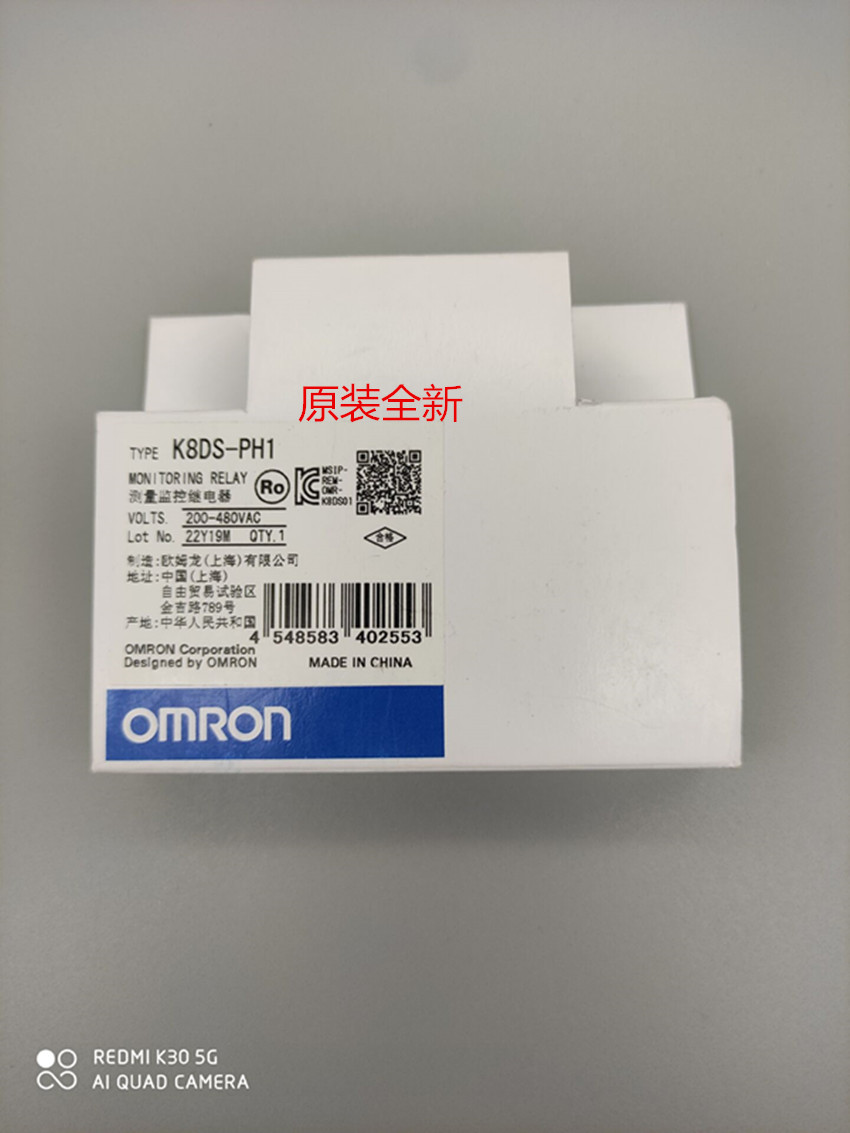 原装全新
TYPE K8DS-PH1
MONITORING RELAY
测量监控继电器
Ro
MSIP-
REM-
OMR-
K8DS01
VOLTS. 200-480VAC
Lot No. 22Y19M QTY.1
合格
制造:欧姆龙(上海)有限公司
地址:中国(上海)
自由贸易试验区
金吉路789号
产地:中华人民共和国
4 548583 402553
OMRON Corporation
Designed by OMRON
MADE IN CHINA
OMRON
REDMI K30 5G
AI QUAD CAMERA